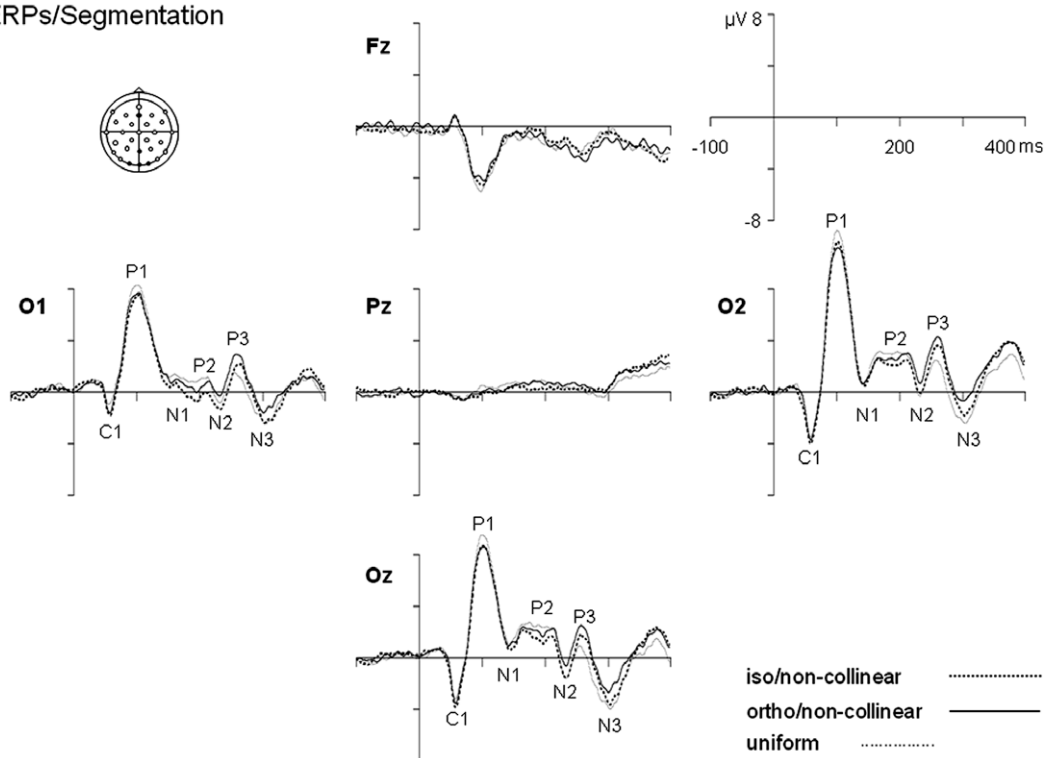 ERPs/Segmentation
Fz
µV 8
-100 200 400 ms
-8
O1
P1
P2
P3
C1
N1
N2
N3
Pz
O2
P1
P2
P3
C1
N1
N2
N3
Oz
P1
P2
P3
C1
N1
N2
N3
iso/non-collinear
ortho/non-collinear
uniform